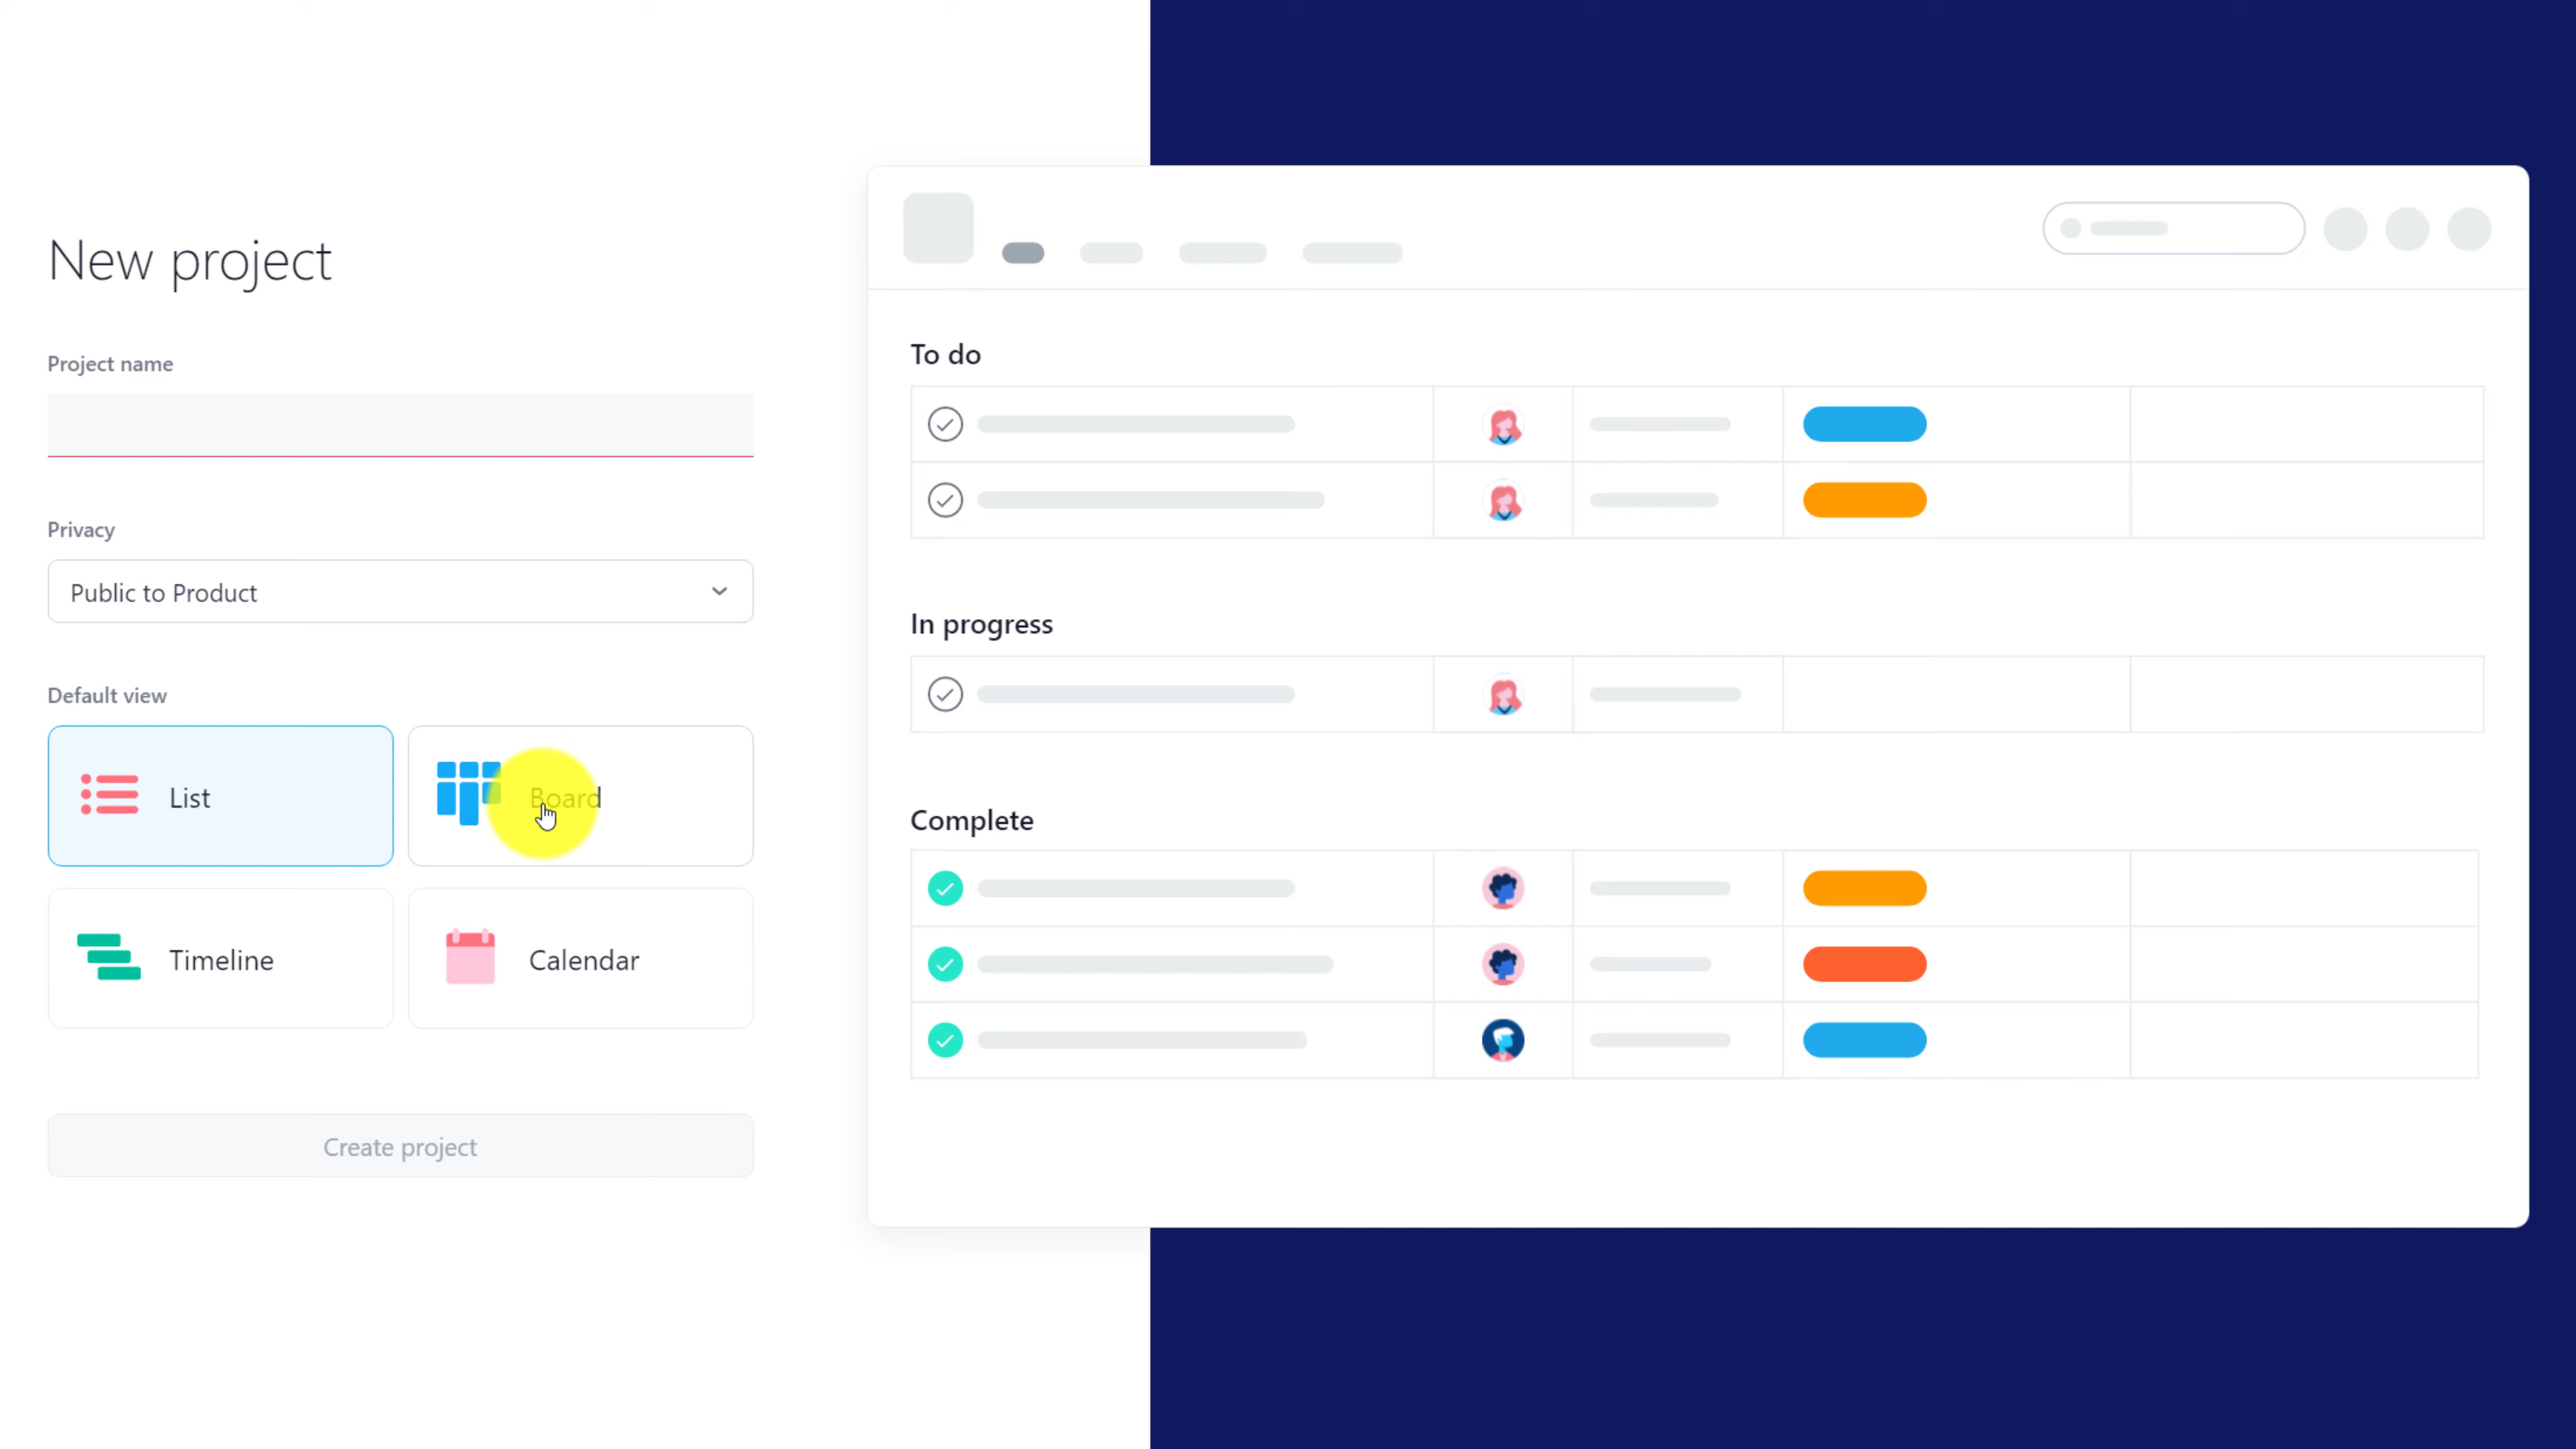 New project
Project name
Privacy
Public to Product
Default view
List
Board
Timeline
Calendar
Create project
To do
In progress
Complete